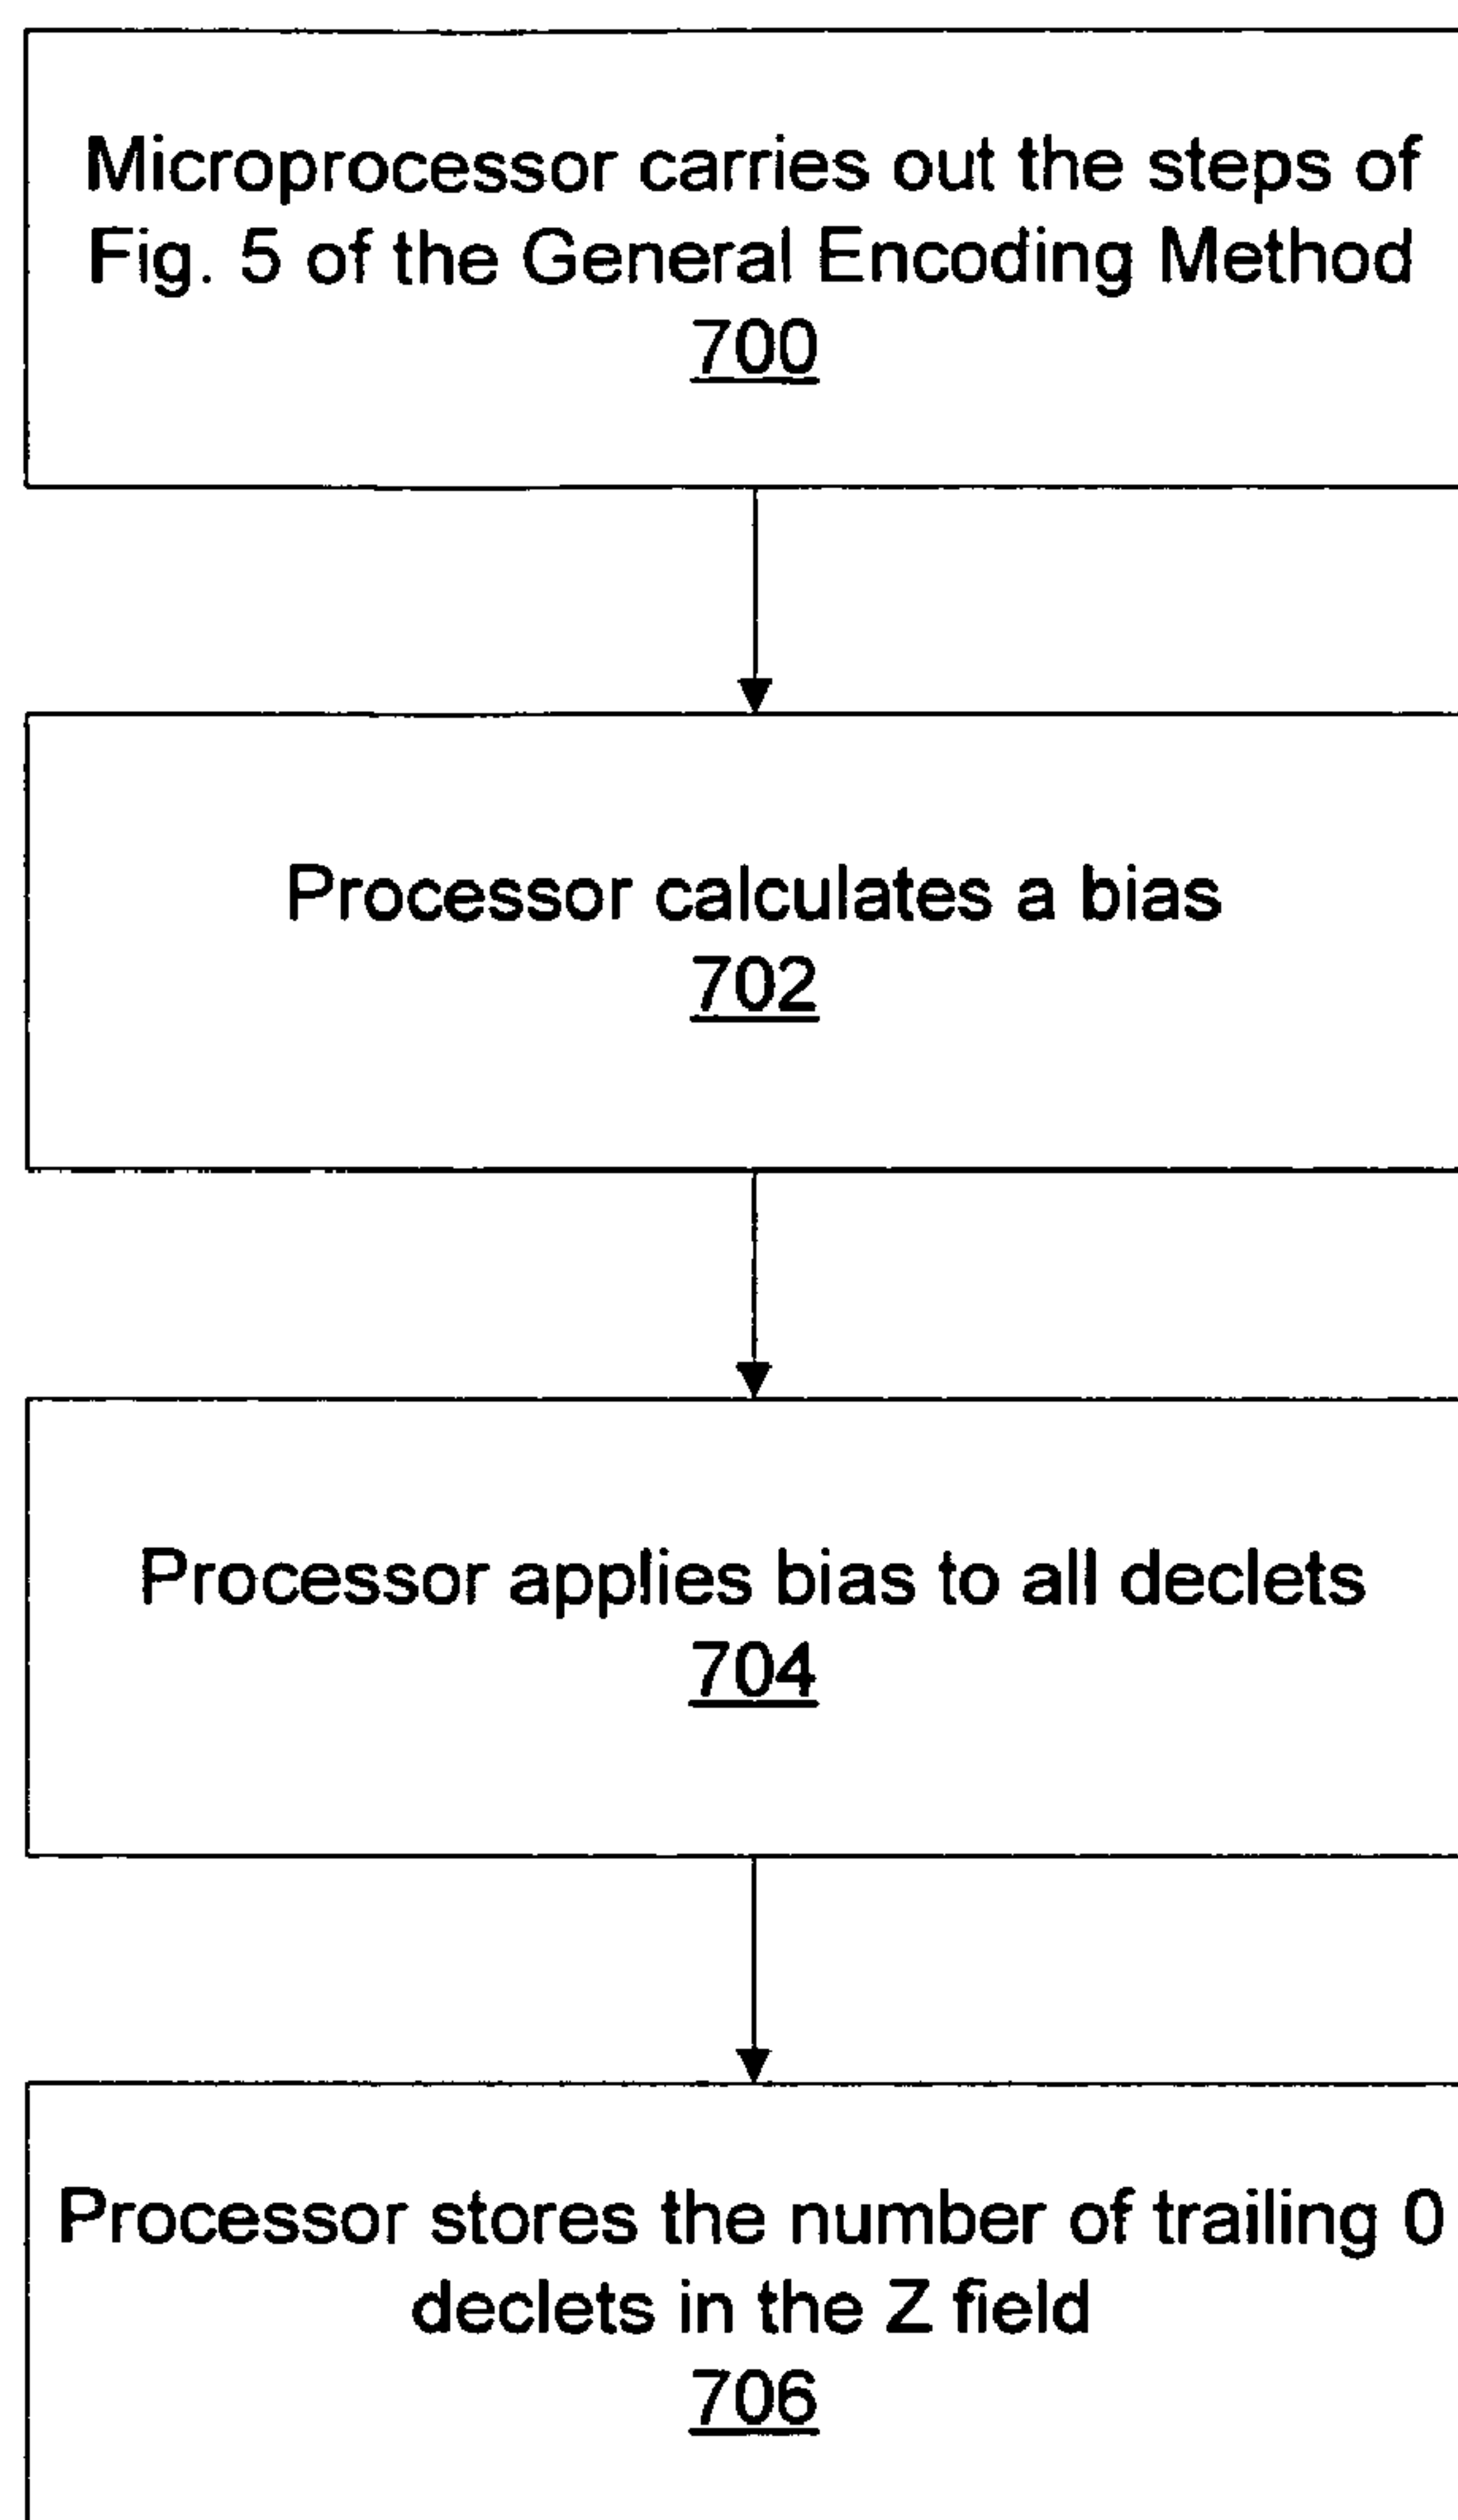 Microprocessor carries out the steps of
Fig. 5 of the General Encoding Method
700
Processor calculates a bias
702
Processor applies bias to all declets
704
Processor stores the number of trailing 0
declets in the Z field
706